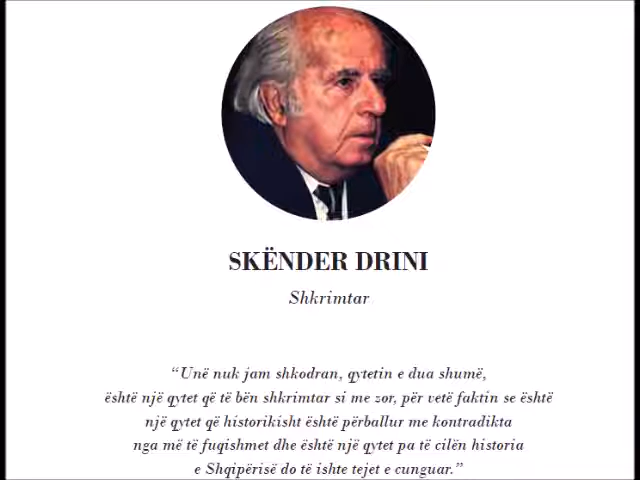 SKËNDER DRINI
Shkrimtar
“Unë nuk jam shkodran, qytetin e dua shumë,
është një qytet që të bën shkrimtar si me zor, për vetë faktin se është
një qytet që historikisht është përballur me kontradikta
nga më të fuqishmet dhe është një qytet pa të cilën historia
e Shqipërisë do të ishte tejet e cunguar.”